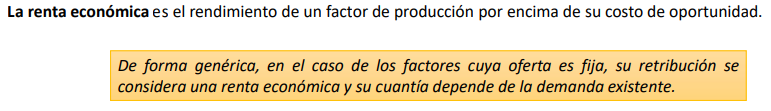 La renta económica es el rendimiento de un factor de producción por encima de su costo de oportunidad.
De forma genérica, en el caso de los factores cuya oferta es fija, su retribución se
considera una renta económica y su cuantía depende de la demanda existente.